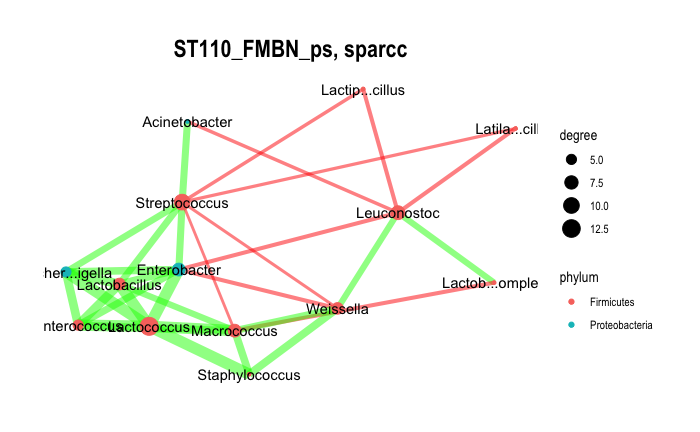 ST110_FMBN_ps, sparcc
Lactip...cillus
Acinetobacter
Latila...cil
Streptococcus
Leuconostoc
her...igella
Enterobacter
Lactobacillus
Lactob...omple
Weissella
nterococcus
Lactococcus
Macrococcus
Staphylococcus
degree
5.0
7.5
10.0
12.5
phylum
Firmicutes
Proteobacteria